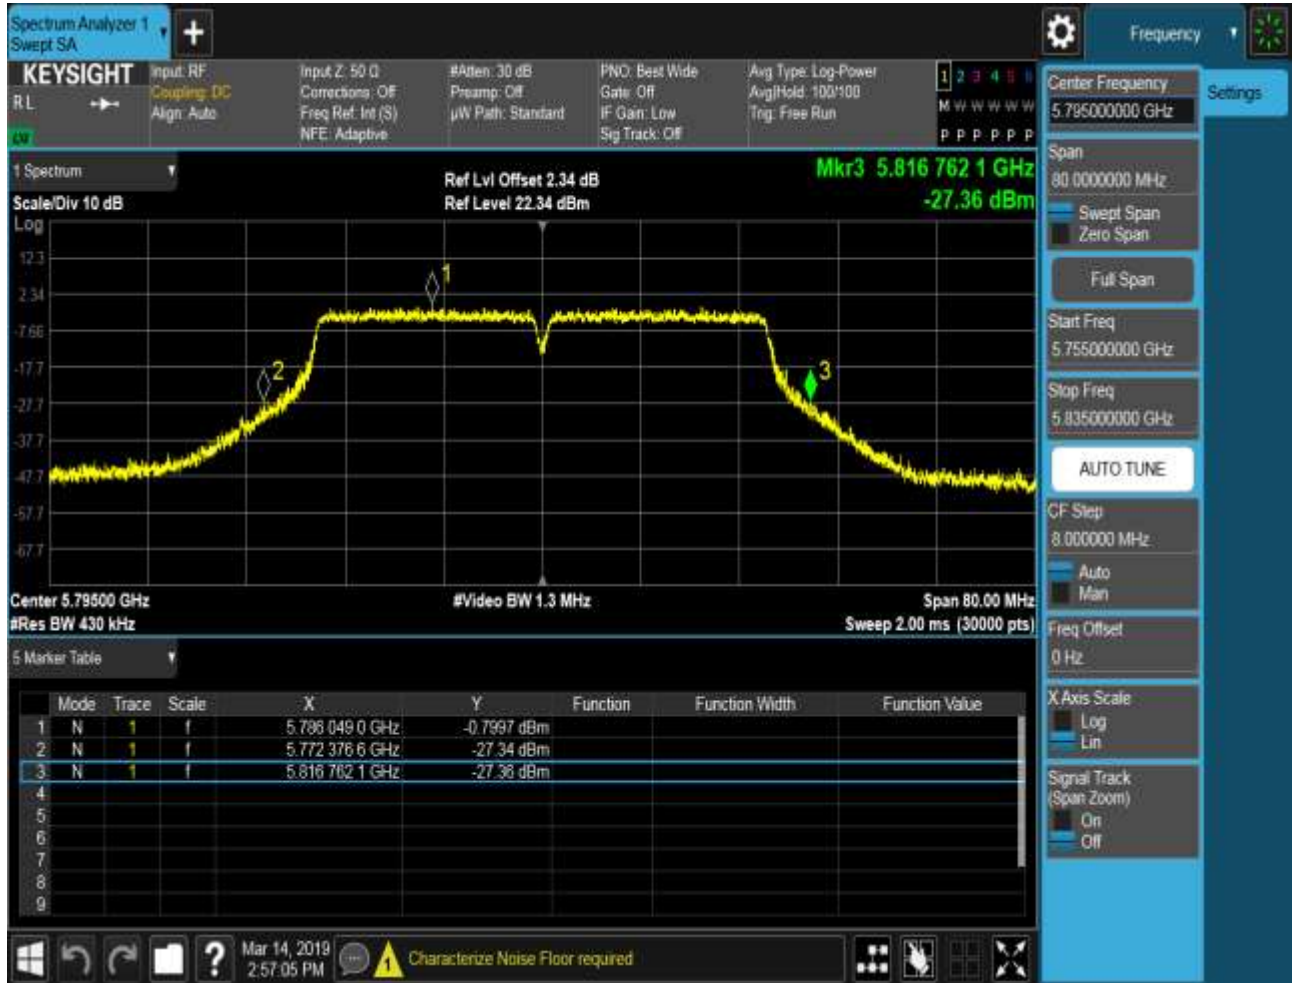 Spectrum Analyzer 1
Swept SA
+
Frequency
KEYSIGHT
R L
Input: RF
Coupling: DC
Align: Auto
Input Z: 50 Ω
Corrections: Off
Freq Ref: Int (S)
NFE: Adaptive
#Atten: 30 dB
Preamp: Off
µW Path: Standard
PNO: Best Wide
Gate: Off
IF Gain: Low
Sig Track: Off
Avg Type: Log-Power
Avg|Hold: 100/100
Trig: Free Run
1 2 3 4 5 6
M W W W W W
P P P P P P
1 Spectrum
Scale/Div 10 dB
Ref Lvl Offset 2.34 dB
Ref Level 22.34 dBm
Mkr3 5.816 762 1 GHz
-27.36 dBm
Log
12.3
2.34
-7.66
-17.7
-27.7
-37.7
-47.7
-57.7
-67.7
1
2
3
Center 5.79500 GHz
#Video BW 1.3 MHz
Span 80.00 MHz
#Res BW 430 kHz
Sweep 2.00 ms (30000 pts)
5 Marker Table
Mode Trace Scale X Y Function Function Width Function Value
1 N 1 f 5.786 049 0 GHz -0.7997 dBm
2 N 1 f 5.772 376 6 GHz -27.34 dBm
3 N 1 f 5.816 762 1 GHz -27.36 dBm
4
5
6
7
8
9
Mar 14, 2019
2:57:05 PM
1
Characterize Noise Floor required
Center Frequency
5.795000000 GHz
Settings
Span
80.0000000 MHz
Swept Span
Zero Span
Full Span
Start Freq
5.755000000 GHz
Stop Freq
5.835000000 GHz
AUTO TUNE
CF Step
8.000000 MHz
Auto
Man
Freq Offset
0 Hz
X Axis Scale
Log
Lin
Signal Track
(Span Zoom)
On
Off